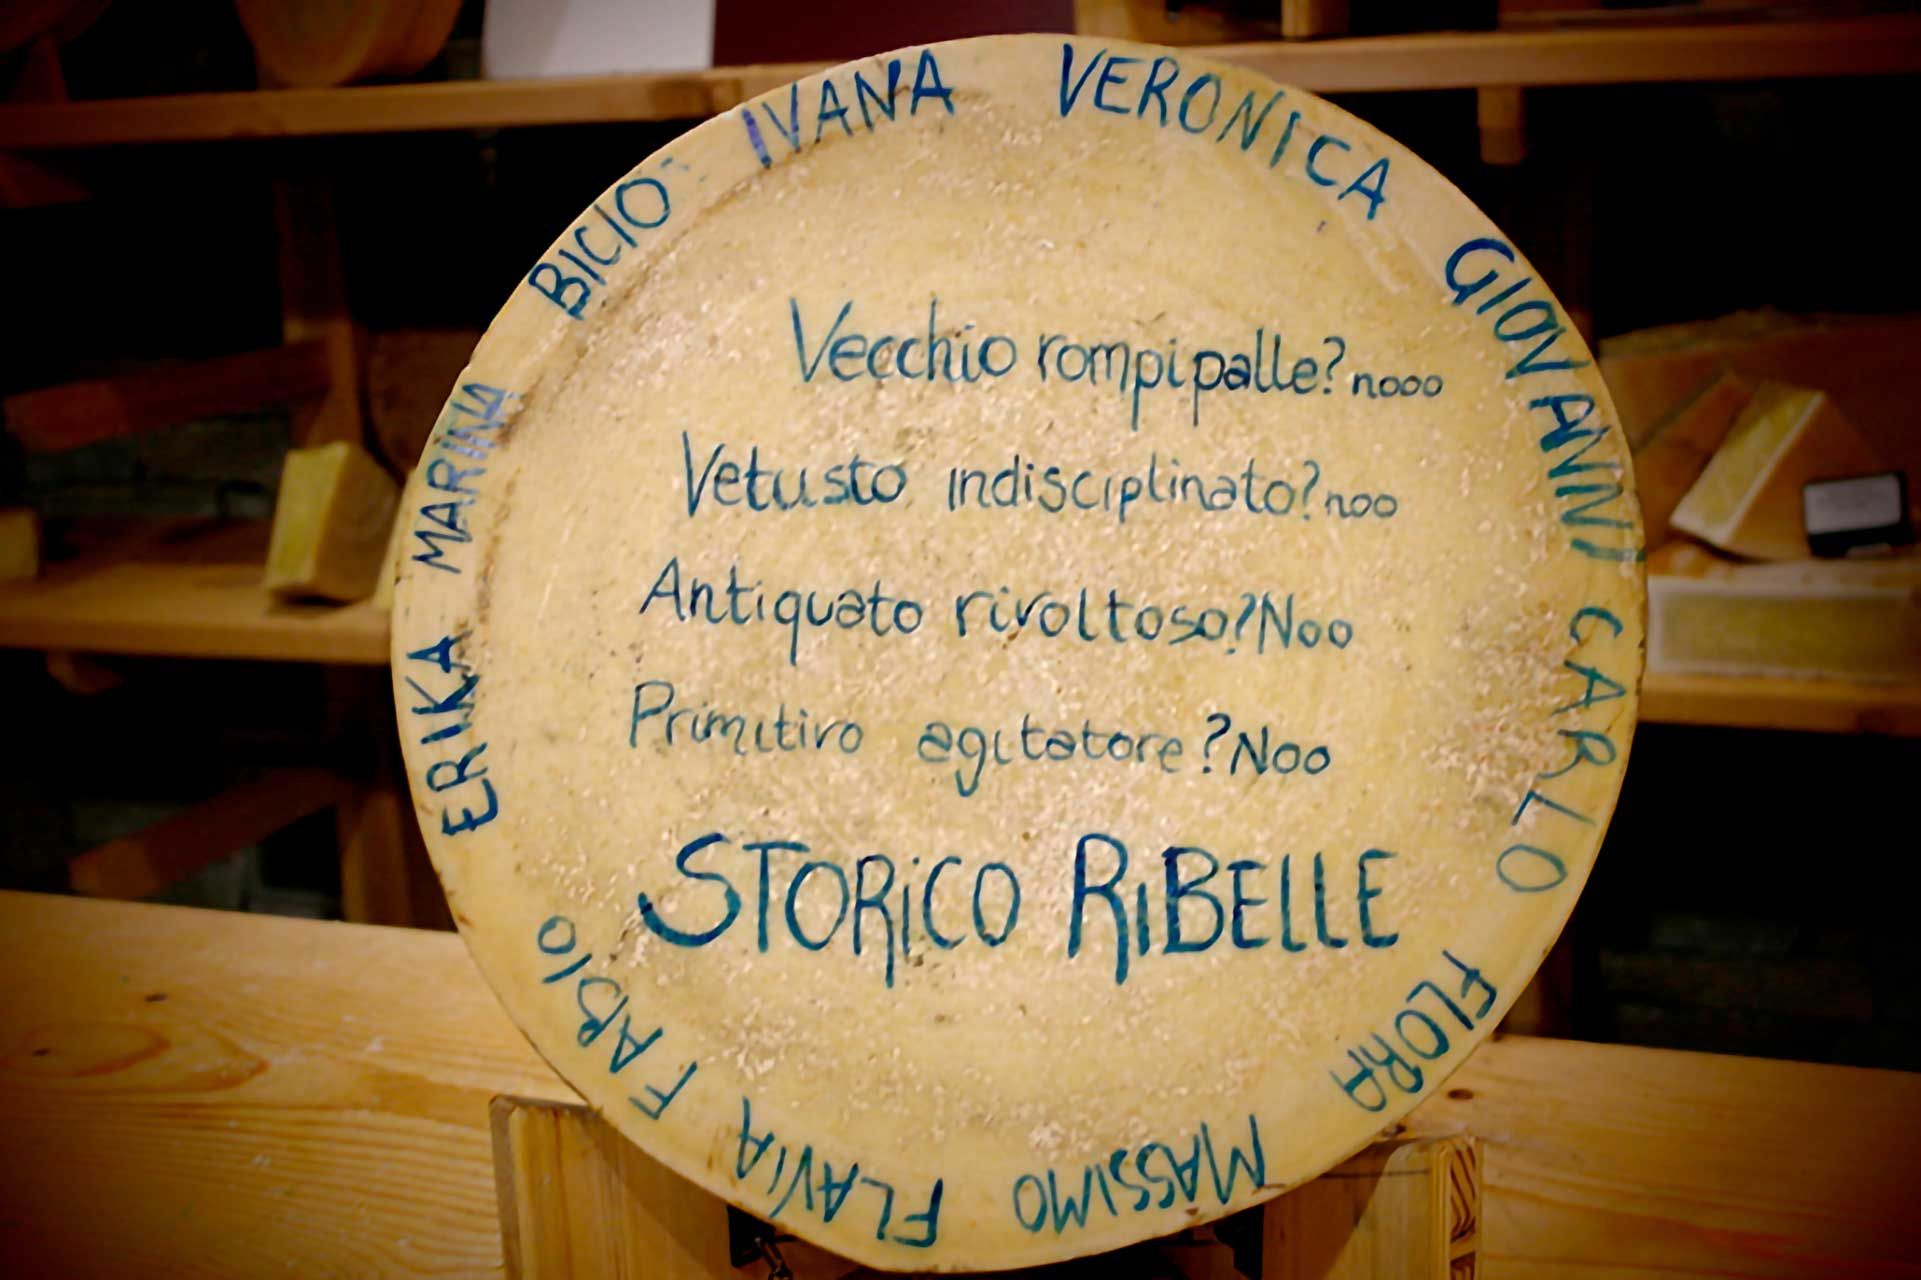 BICIO IVANA VERONICA GIOVANNI CARLO FLORA MASSIMO FLAVIA FABIO ERIKA MARINA
Vecchio rompipalle? nooo
Vetusto indisciplinato? noo
Antiquato rivoltoso? Noo
Primitivo agitatore? Noo
STORiCO RiBELLE